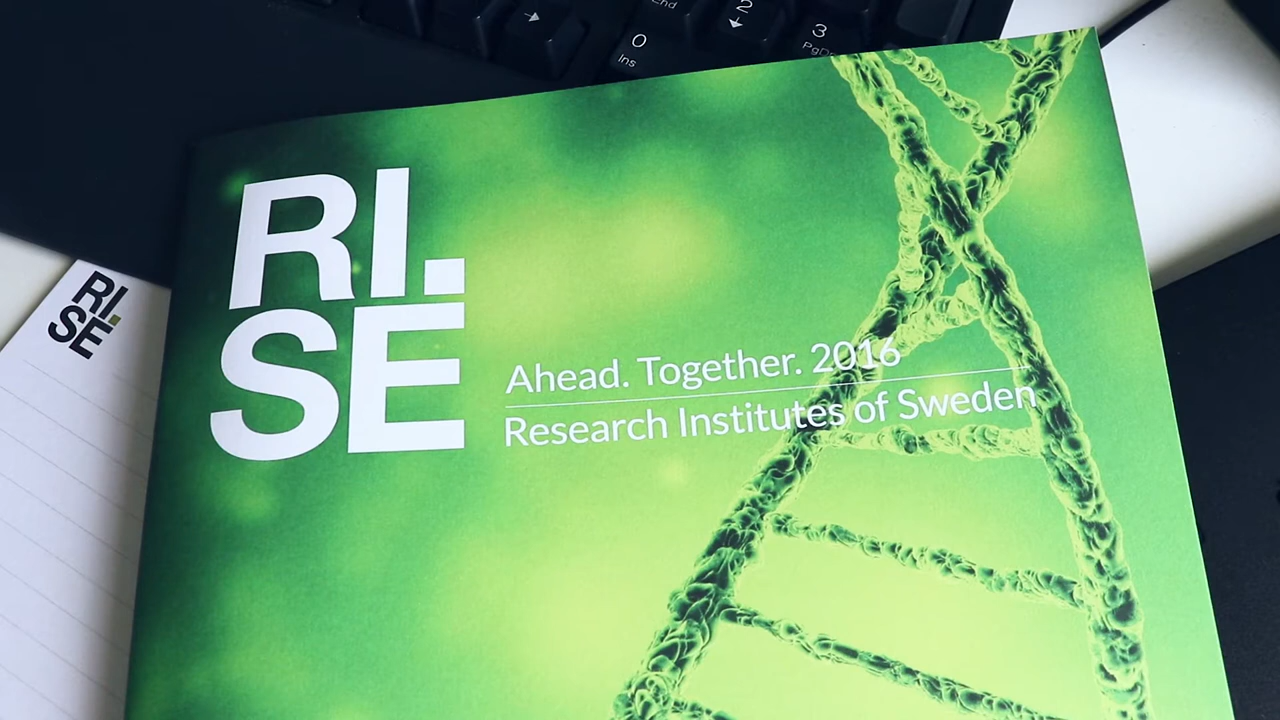 End
2
0
Ins
3
PgDn
RI.
SE
Ahead. Together. 2016
Research Institutes of Sweden
RI.
SE